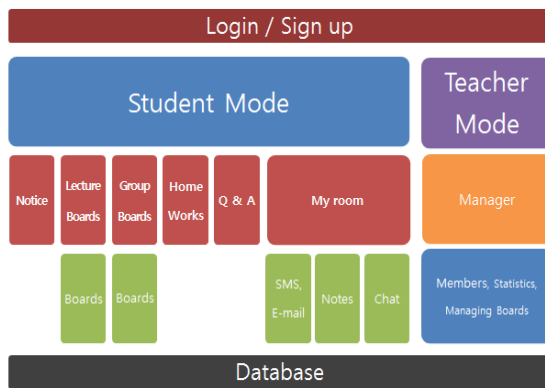 Login / Sign up
Student Mode
Teacher
Mode
Notice
Lecture
Boards
Group
Boards
Home
Works
Q & A
My room
Manager
Boards
Boards
SMS,
E-mail
Notes
Chat
Members, Statistics,
Managing Boards
Database